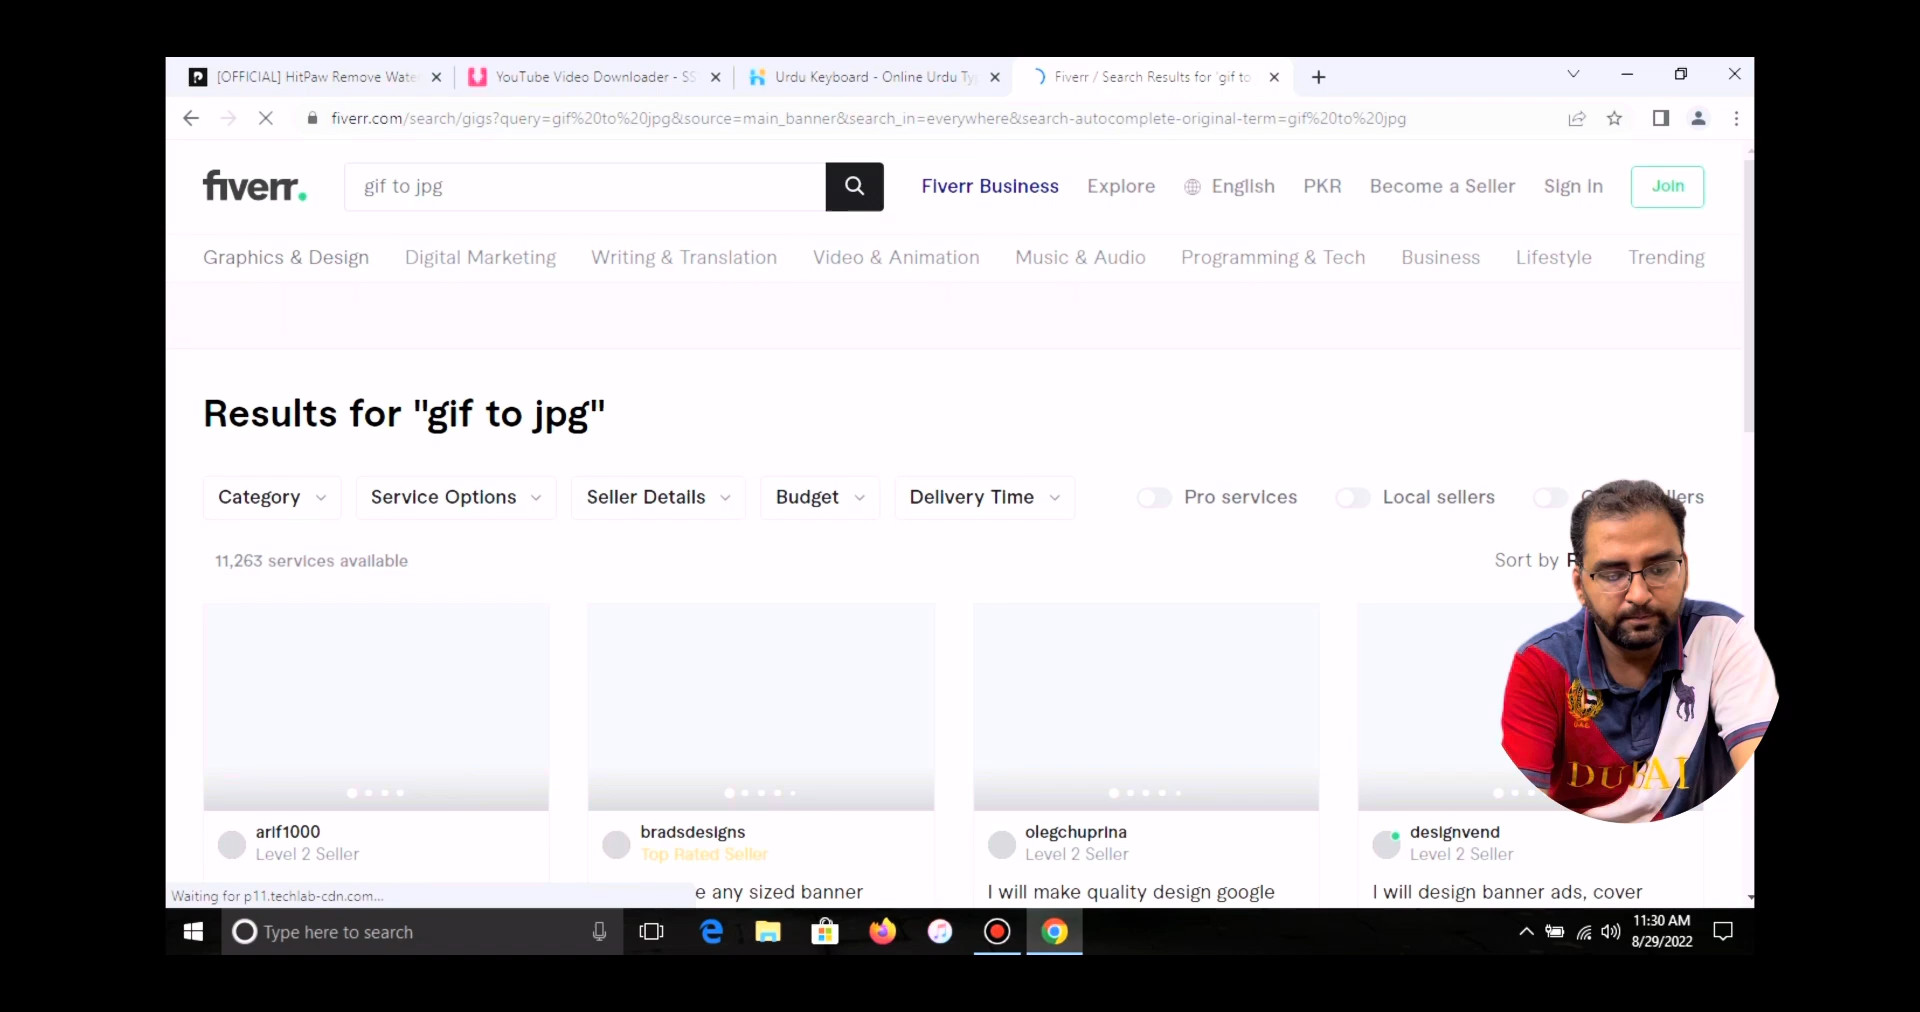 [OFFICIAL] HitPaw Remove Wate
YouTube Video Downloader - SS
Urdu Keyboard - Online Urdu Ty
Fiverr / Search Results for 'gif to
fiverr.com/search/gigs?query=gif%20to%20jpg&source=main_banner&search_in=everywhere&search-autocomplete-original-term=gif%20to%20jpg
fiverr.
gif to jpg
Fiverr Business
Explore
English
PKR
Become a Seller
Sign In
Join
Graphics & Design
Digital Marketing
Writing & Translation
Video & Animation
Music & Audio
Programming & Tech
Business
Lifestyle
Trending
Results for "gif to jpg"
Category
Service Options
Seller Details
Budget
Delivery Time
Pro services
Local sellers
lers
11,263 services available
Sort by
arif1000
Level 2 Seller
bradsdesigns
Top Rated Seller
olegchuprina
Level 2 Seller
designvend
Level 2 Seller
e any sized banner
I will make quality design google
I will design banner ads, cover
DUBAI
Waiting for p11.techlab-cdn.com...
Type here to search
11:30 AM
8/29/2022